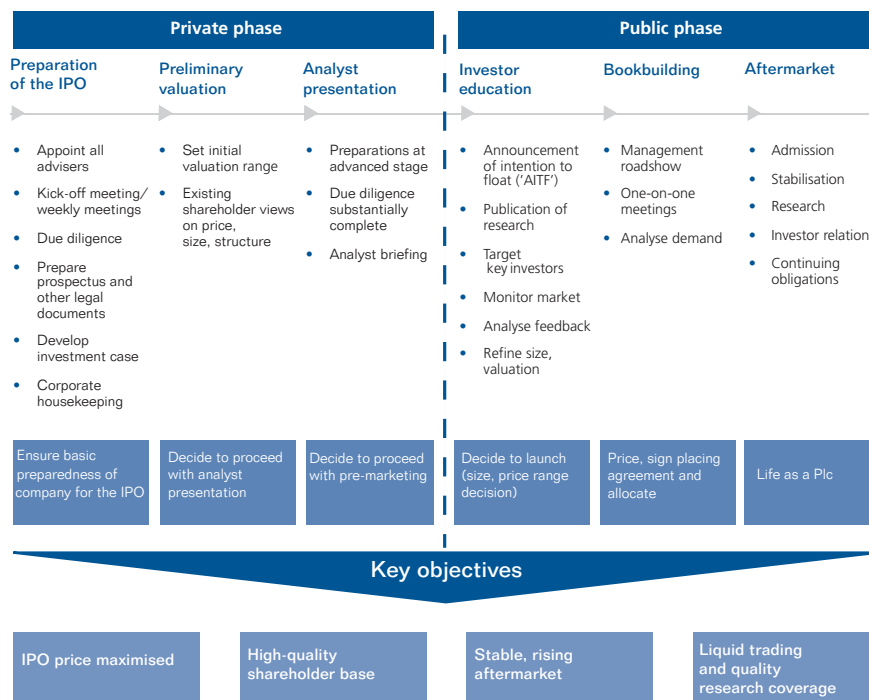 Private phase
Public phase
Preparation
of the IPO
Preliminary
valuation
Analyst
presentation
Investor
education
Bookbuilding
Aftermarket
• Appoint all
advisers
• Kick-off meeting/
weekly meetings
• Due diligence
• Prepare
prospectus and
other legal
documents
• Develop
investment case
• Corporate
housekeeping
• Set initial
valuation range
• Existing
shareholder views
on price,
size, structure
• Preparations at
advanced stage
• Due diligence
substantially
complete
• Analyst briefing
• Announcement
of intention to
float ('AITF')
• Publication of
research
• Target
key investors
• Monitor market
• Analyse feedback
• Refine size,
valuation
• Management
roadshow
• One-on-one
meetings
• Analyse demand
• Admission
• Stabilisation
• Research
• Investor relation
• Continuing
obligations
Ensure basic
preparedness of
company for the IPO
Decide to proceed
with analyst
presentation
Decide to proceed
with pre-marketing
Decide to launch
(size, price range
decision)
Price, sign placing
agreement and
allocate
Life as a Plc
Key objectives
IPO price maximised
High-quality
shareholder base
Stable, rising
aftermarket
Liquid trading
and quality
research coverage